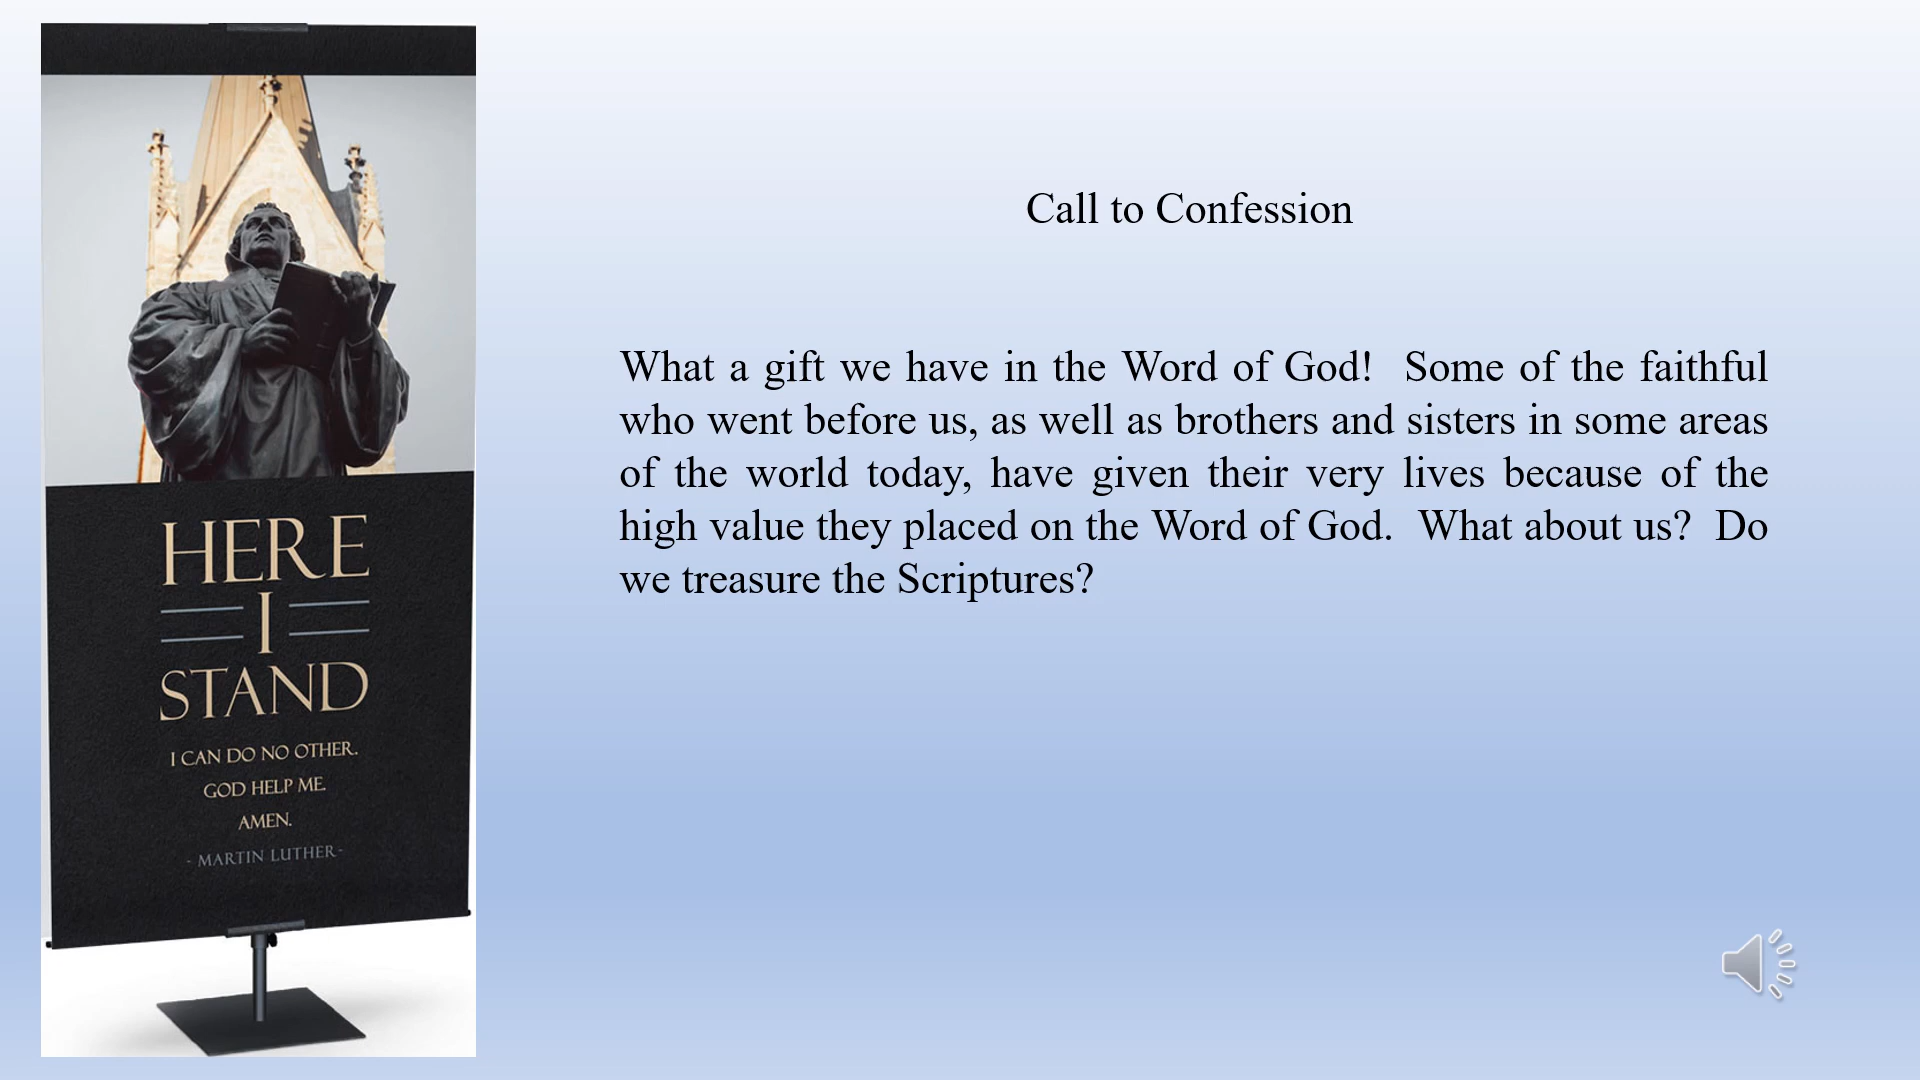 HERE
I
STAND
I CAN DO NO OTHER.
GOD HELP ME.
AMEN.
- MARTIN LUTHER -
Call to Confession
What a gift we have in the Word of God!  Some of the faithful
who went before us, as well as brothers and sisters in some areas
of the world today, have given their very lives because of the
high value they placed on the Word of God.  What about us?  Do
we treasure the Scriptures?